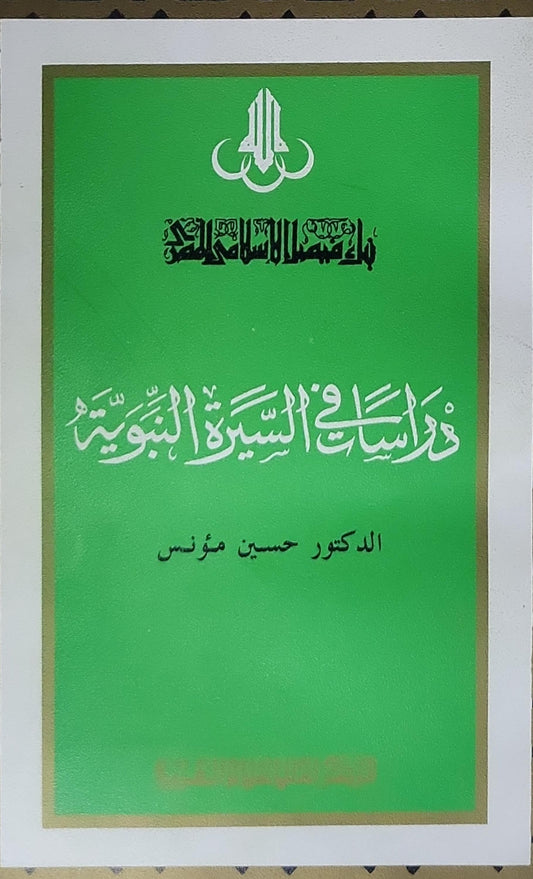 الله
بنك فيصل الإسلامي المصري
دراسات في السيرة النبوية
الدكتور حسين مؤنس